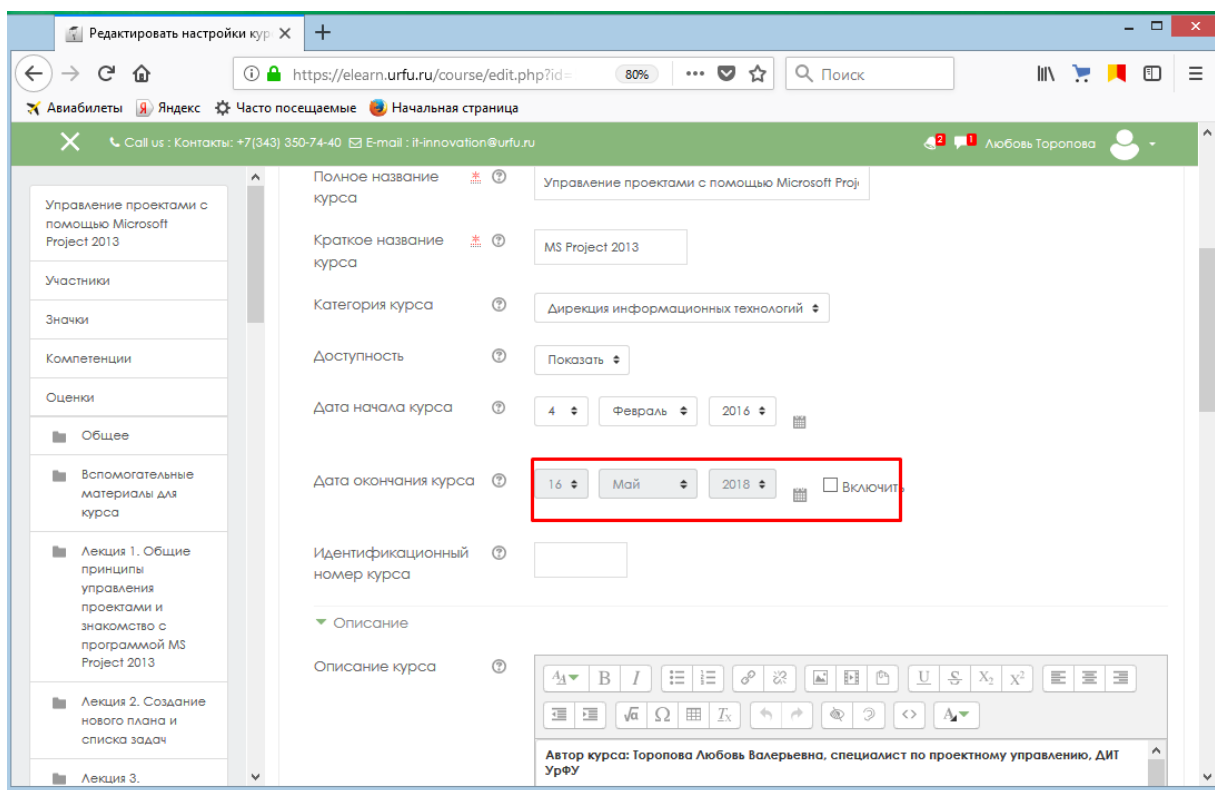 Редактировать настройки кур
https://elearn.urfu.ru/course/edit.php?id=
80%
Поиск
Авиабилеты Яндекс Часто посещаемые Начальная страница
Call us : Контакты: +7(343) 350-74-40 E-mail : it-innovation@urfu.ru
2 1 Любовь Торопова
Управление проектами с
помощью Microsoft
Project 2013
Участники
Значки
Компетенции
Оценки
Общее
Вспомогательные
материалы для
курса
Лекция 1. Общие
принципы
управления
проектами и
знакомство с
программой MS
Project 2013
Лекция 2. Создание
нового плана и
списка задач
Лекция 3.
Полное название
курса
Управление проектами с помощью Microsoft Proj
Краткое название
курса
MS Project 2013
Категория курса
Дирекция информационных технологий
Доступность
Показать
Дата начала курса
4 Февраль 2016
Дата окончания курса
16 Май 2018 Включить
Идентификационный
номер курса
Описание
Описание курса
Автор курса: Торопова Любовь Валерьевна, специалист по проектному управлению, ДИТ
УрФУ